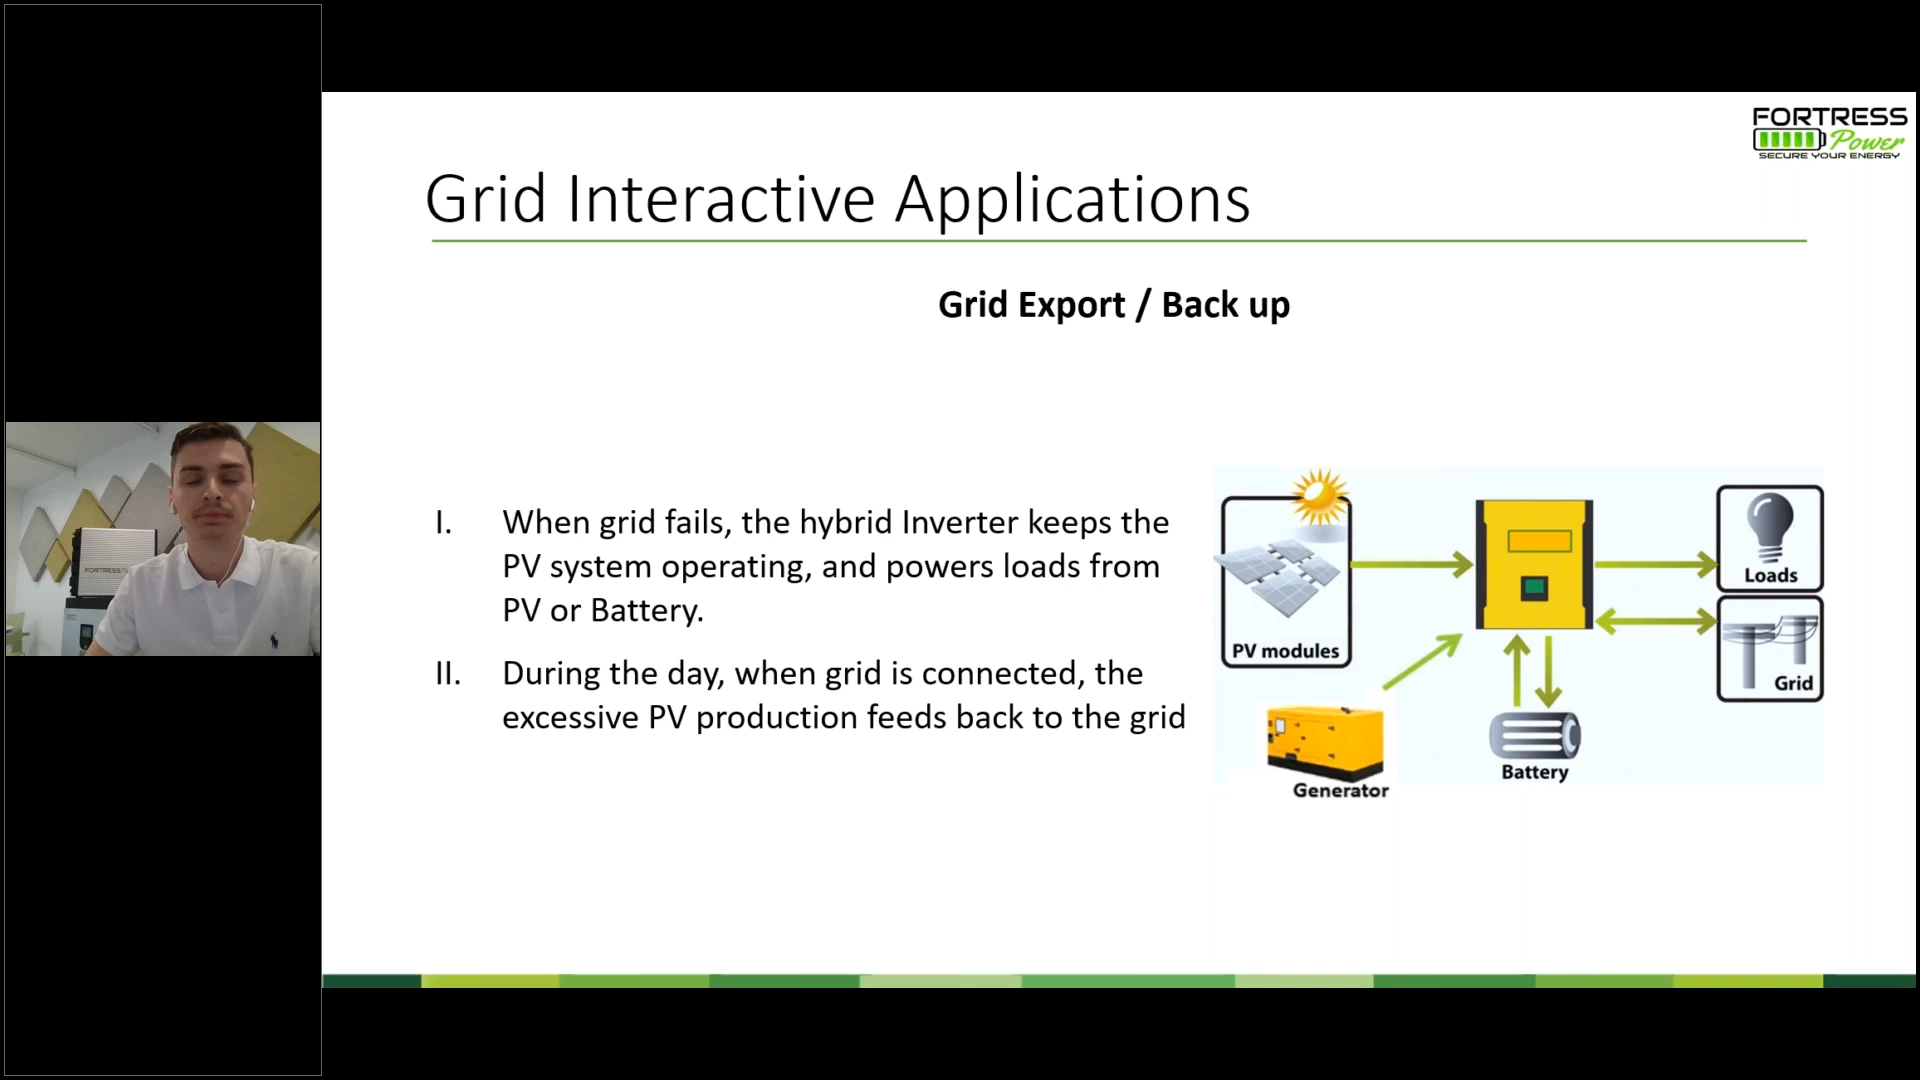 FORTRESS
Power
SECURE YOUR ENERGY
Grid Interactive Applications
Grid Export / Back up
I. When grid fails, the hybrid Inverter keeps the
PV system operating, and powers loads from
PV or Battery.
II. During the day, when grid is connected, the
excessive PV production feeds back to the grid
PV modules
Loads
Grid
Generator
Battery
FORTRESS